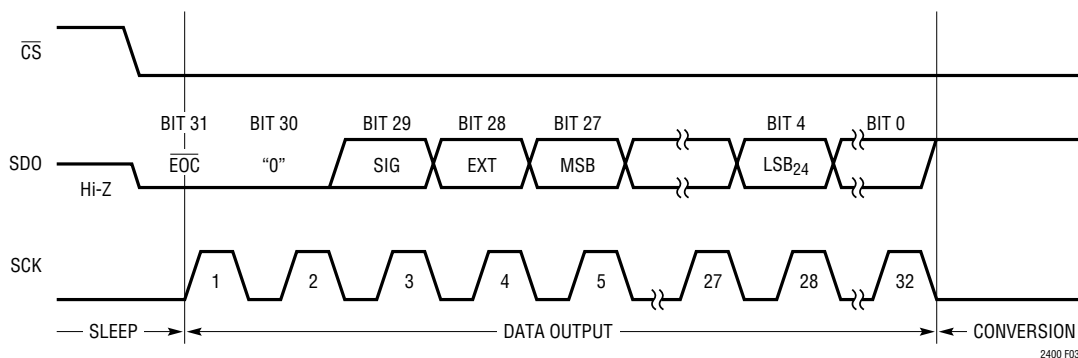 CS
BIT 31 BIT 30 BIT 29 BIT 28 BIT 27 BIT 4 BIT 0
SDO EOC “0” SIG EXT MSB LSB24
Hi-Z
SCK 1 2 3 4 5 27 28 32
SLEEP DATA OUTPUT CONVERSION
2400 F03